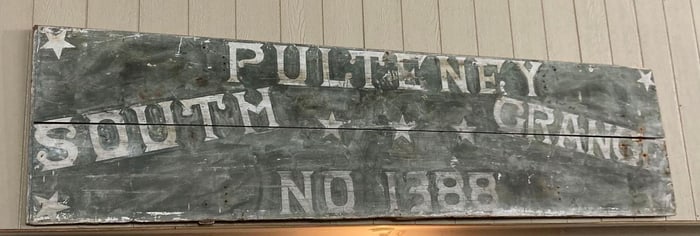 SOUTH PULTENEY GRANGE
NO 1388